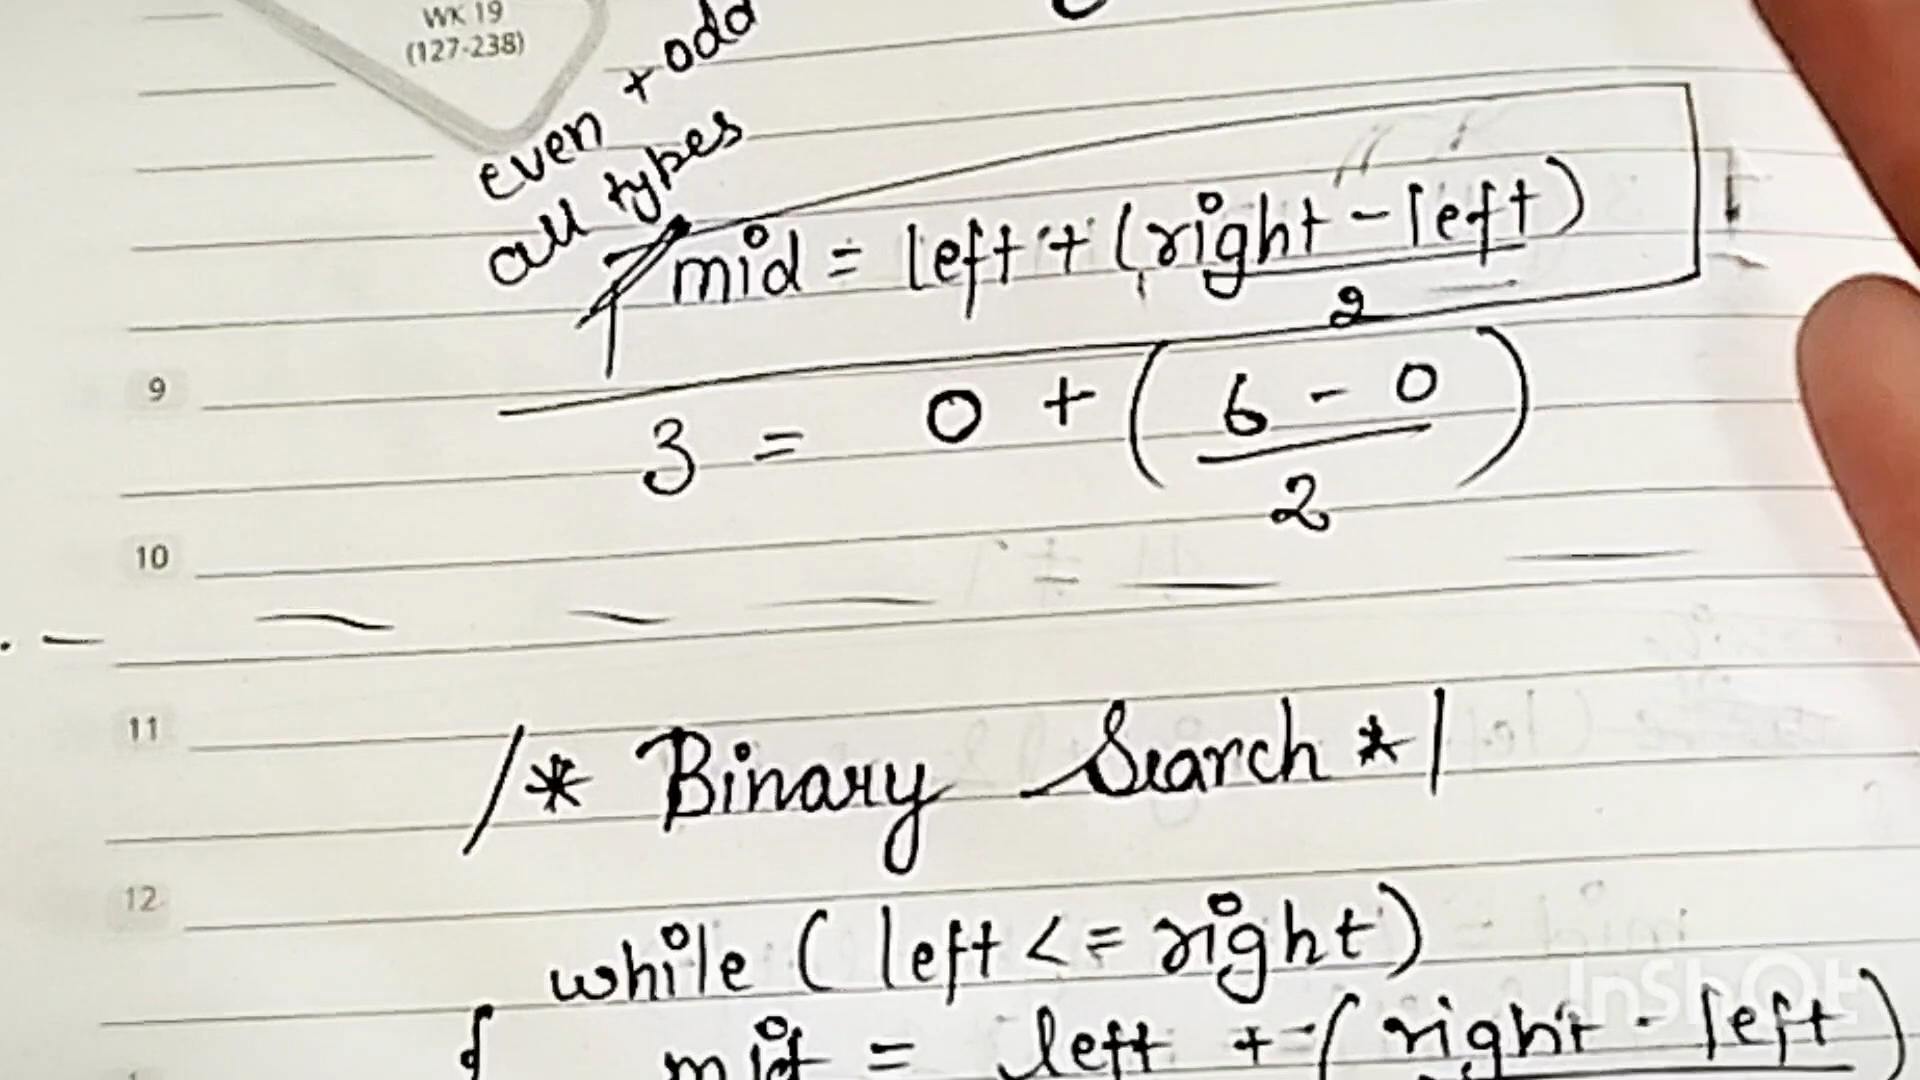 WK 19
(127-238)
even + odd
all types
mid = left + (right - left)
2
9
3 = 0 + ( 6 - 0 )
2
10
11
/* Binary Search */
12
while ( left <= right)
{ mid = left + (right - left)
InShOt